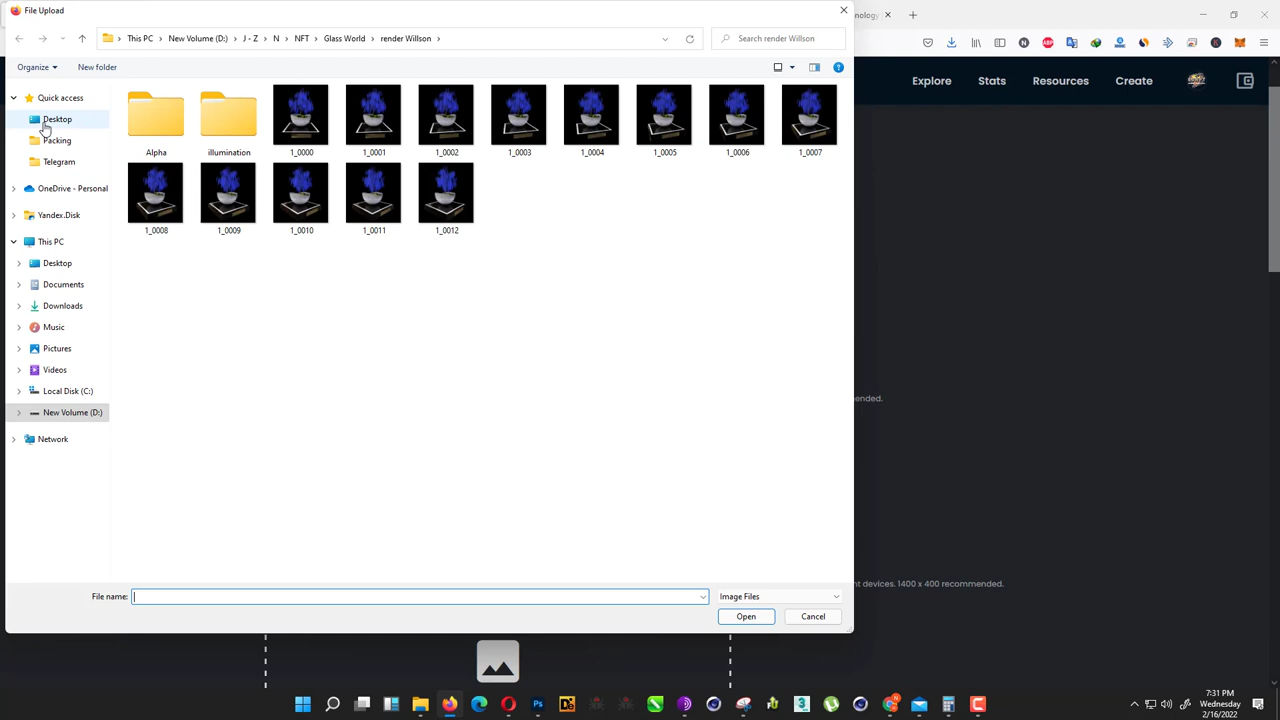 File Upload
nology
This PC
New Volume (D:)
J - Z
N
NFT
Glass World
render Willson
Search render Willson
Organize
New folder
Explore
Stats
Resources
Create
Quick access
Desktop
Packing
Telegram
OneDrive - Personal
Yandex.Disk
This PC
Desktop
Documents
Downloads
Music
Pictures
Videos
Local Disk (C:)
New Volume (D:)
Network
Alpha
illumination
1_0000
1_0001
1_0002
1_0003
1_0004
1_0005
1_0006
1_0007
1_0008
1_0009
1_0010
1_0011
1_0012
ended.
nt devices. 1400 x 400 recommended.
File name:
Image Files
Open
Cancel
7:31 PM
Wednesday
2/16/2022